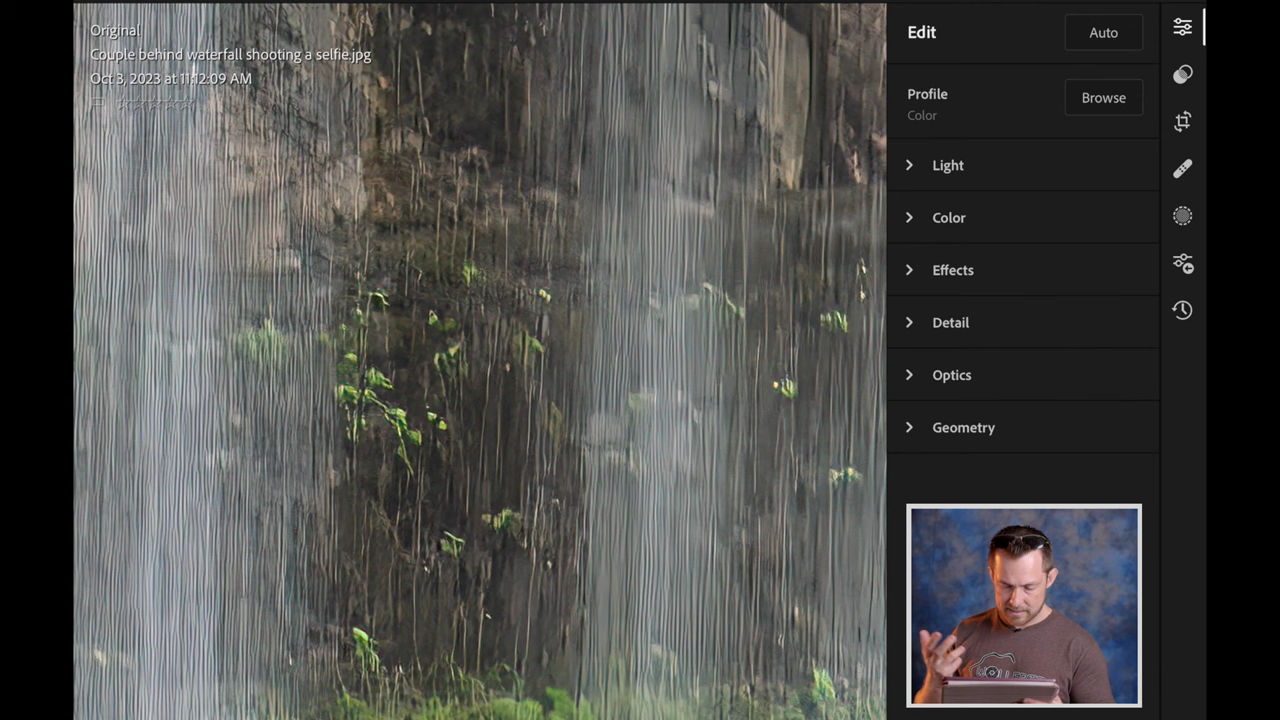 Original
Couple behind waterfall shooting a selfie.jpg
Oct 3, 2023 at 11:12:09 AM
Edit
Auto
Profile
Color
Browse
Light
Color
Effects
Detail
Optics
Geometry